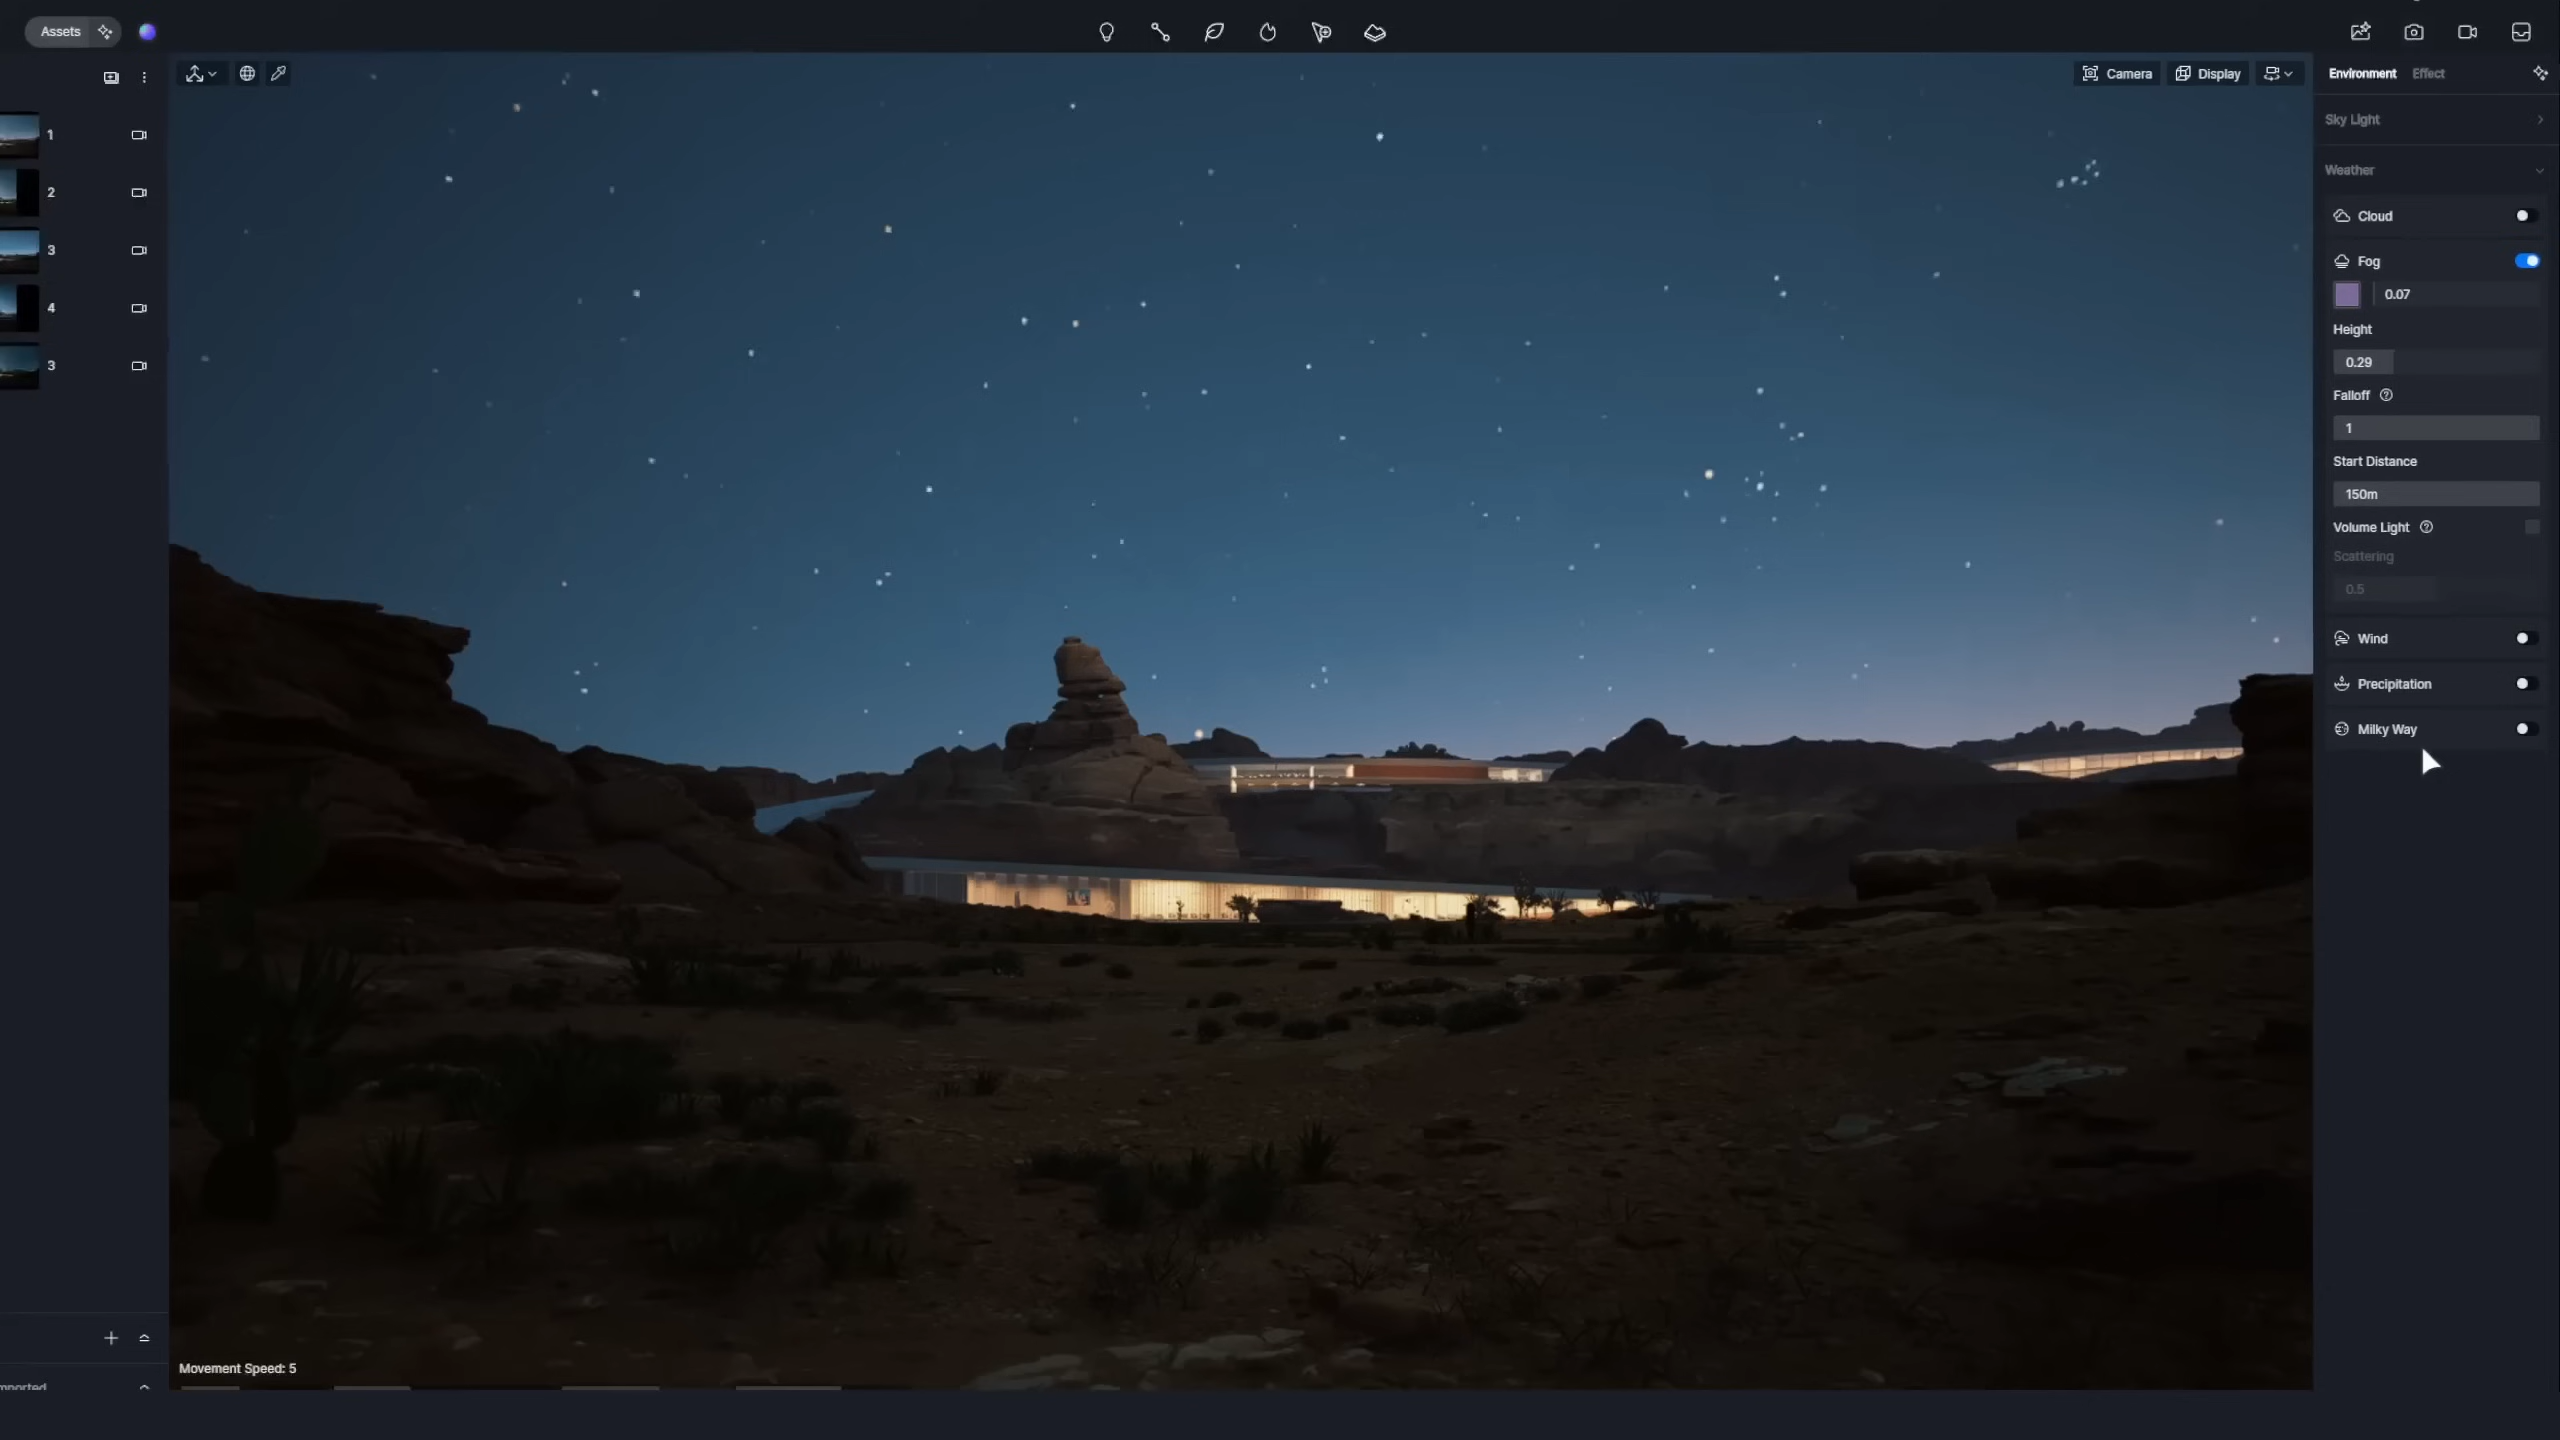 Assets
Camera
Display
Environment
Effect
Sky Light
Weather
1
2
3
4
3
Cloud
Fog
0.07
Height
0.29
Falloff
1
Start Distance
150m
Volume Light
Scattering
0.5
Wind
Precipitation
Milky Way
Movement Speed: 5
mported